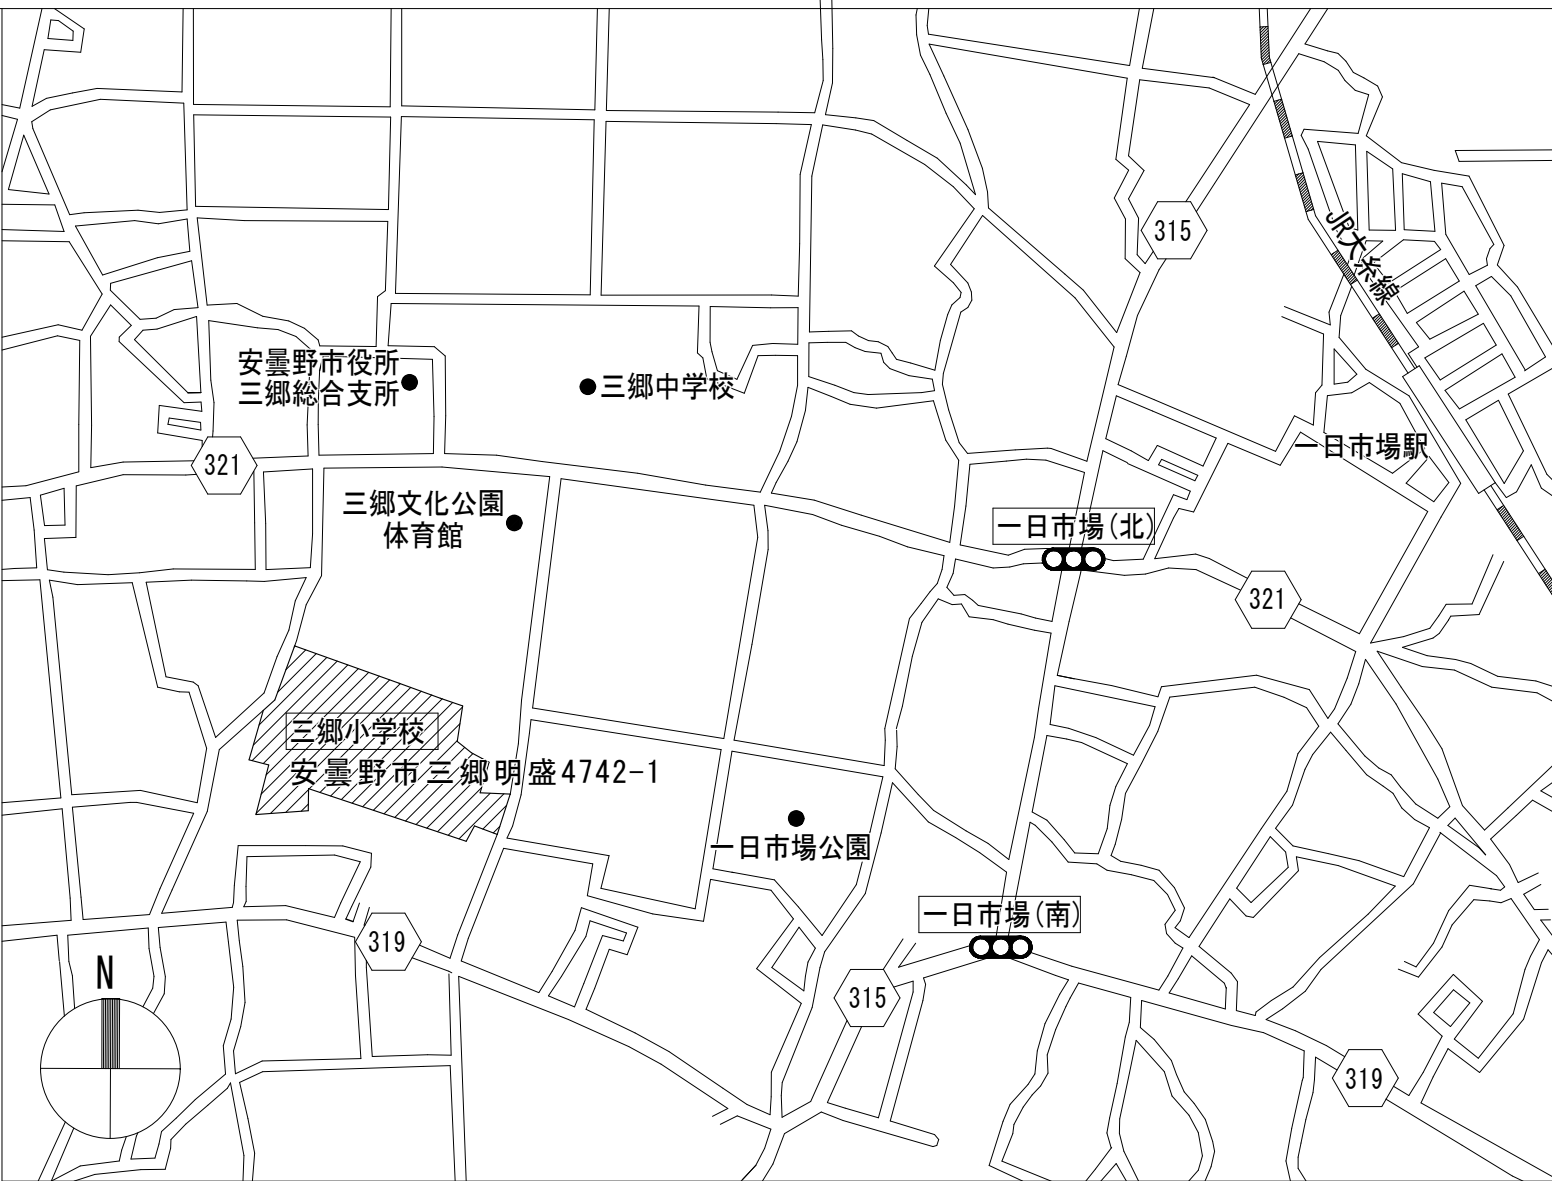 315
JR大糸線
安曇野市役所
三郷総合支所
三郷中学校
一日市場駅
321
三郷文化公園
体育館
一日市場(北)
321
三郷小学校
安曇野市三郷明盛4742-1
一日市場公園
一日市場(南)
319
N
315
319